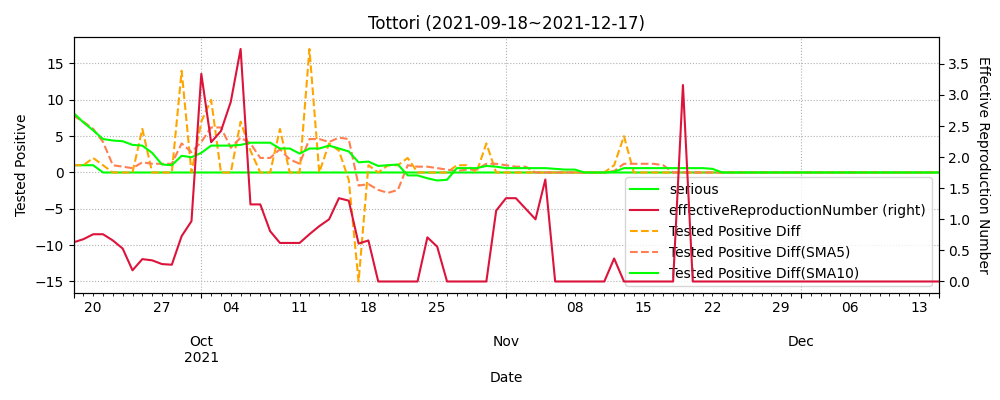 Tottori (2021-09-18~2021-12-17)
Tested Positive
15
10
5
0
−5
−10
−15
3.5
3.0
2.5
2.0
1.5
1.0
0.5
0.0
Effective Reproduction Number
serious
effectiveReproductionNumber (right)
Tested Positive Diff
Tested Positive Diff(SMA5)
Tested Positive Diff(SMA10)
20 27 04 11 18 25 08 15 22 29 06 13
Oct Nov Dec
2021
Date